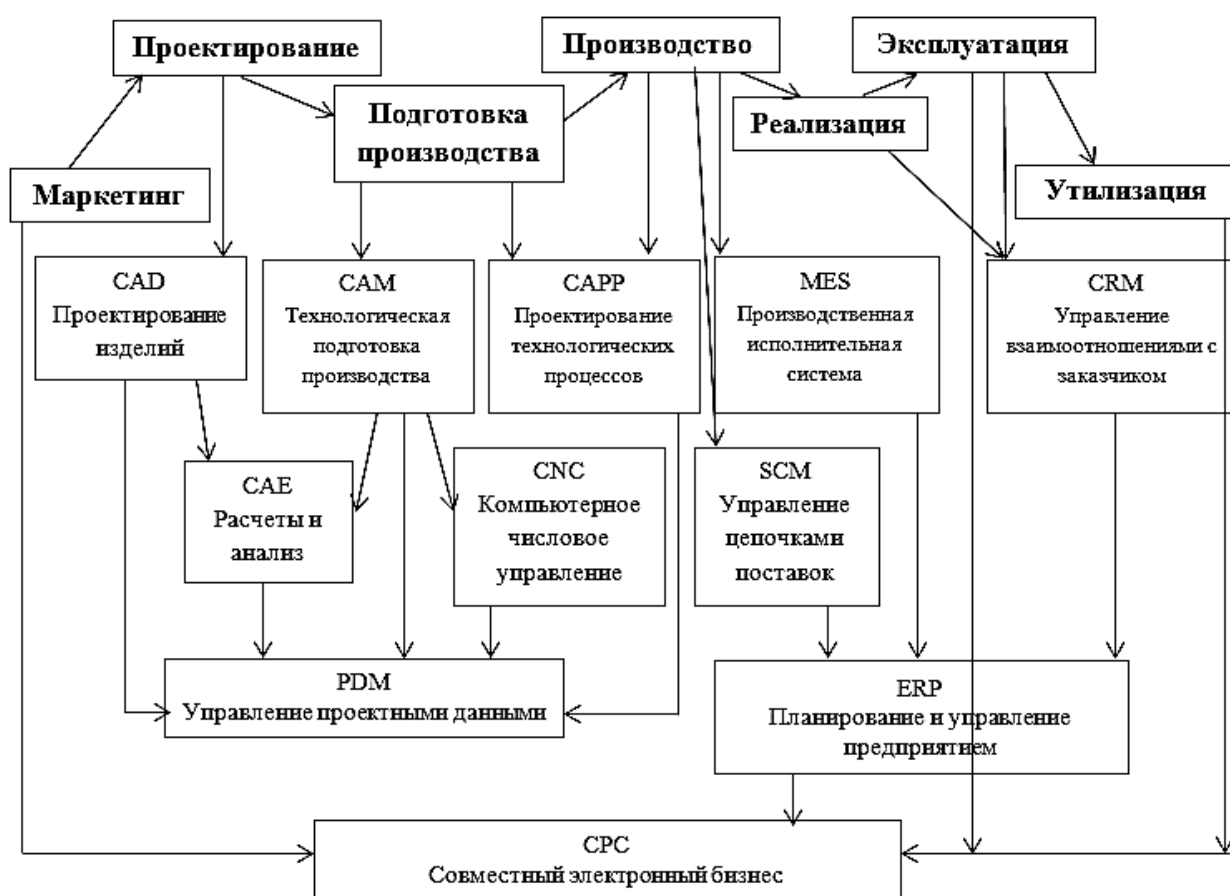 Проектирование
Производство
Эксплуатация
Подготовка
производства
Реализация
Маркетинг
Утилизация
CAD
Проектирование
изделий
CAM
Технологическая
подготовка
производства
CAPP
Проектирование
технологических
процессов
MES
Производственная
исполнительная
система
CRM
Управление
взаимоотношениями с
заказчиком
CAE
Расчеты и
анализ
CNC
Компьютерное
числовое
управление
SCM
Управление
цепочками
поставок
PDM
Управление проектными данными
ERP
Планирование и управление
предприятием
CPC
Совместный электронный бизнес